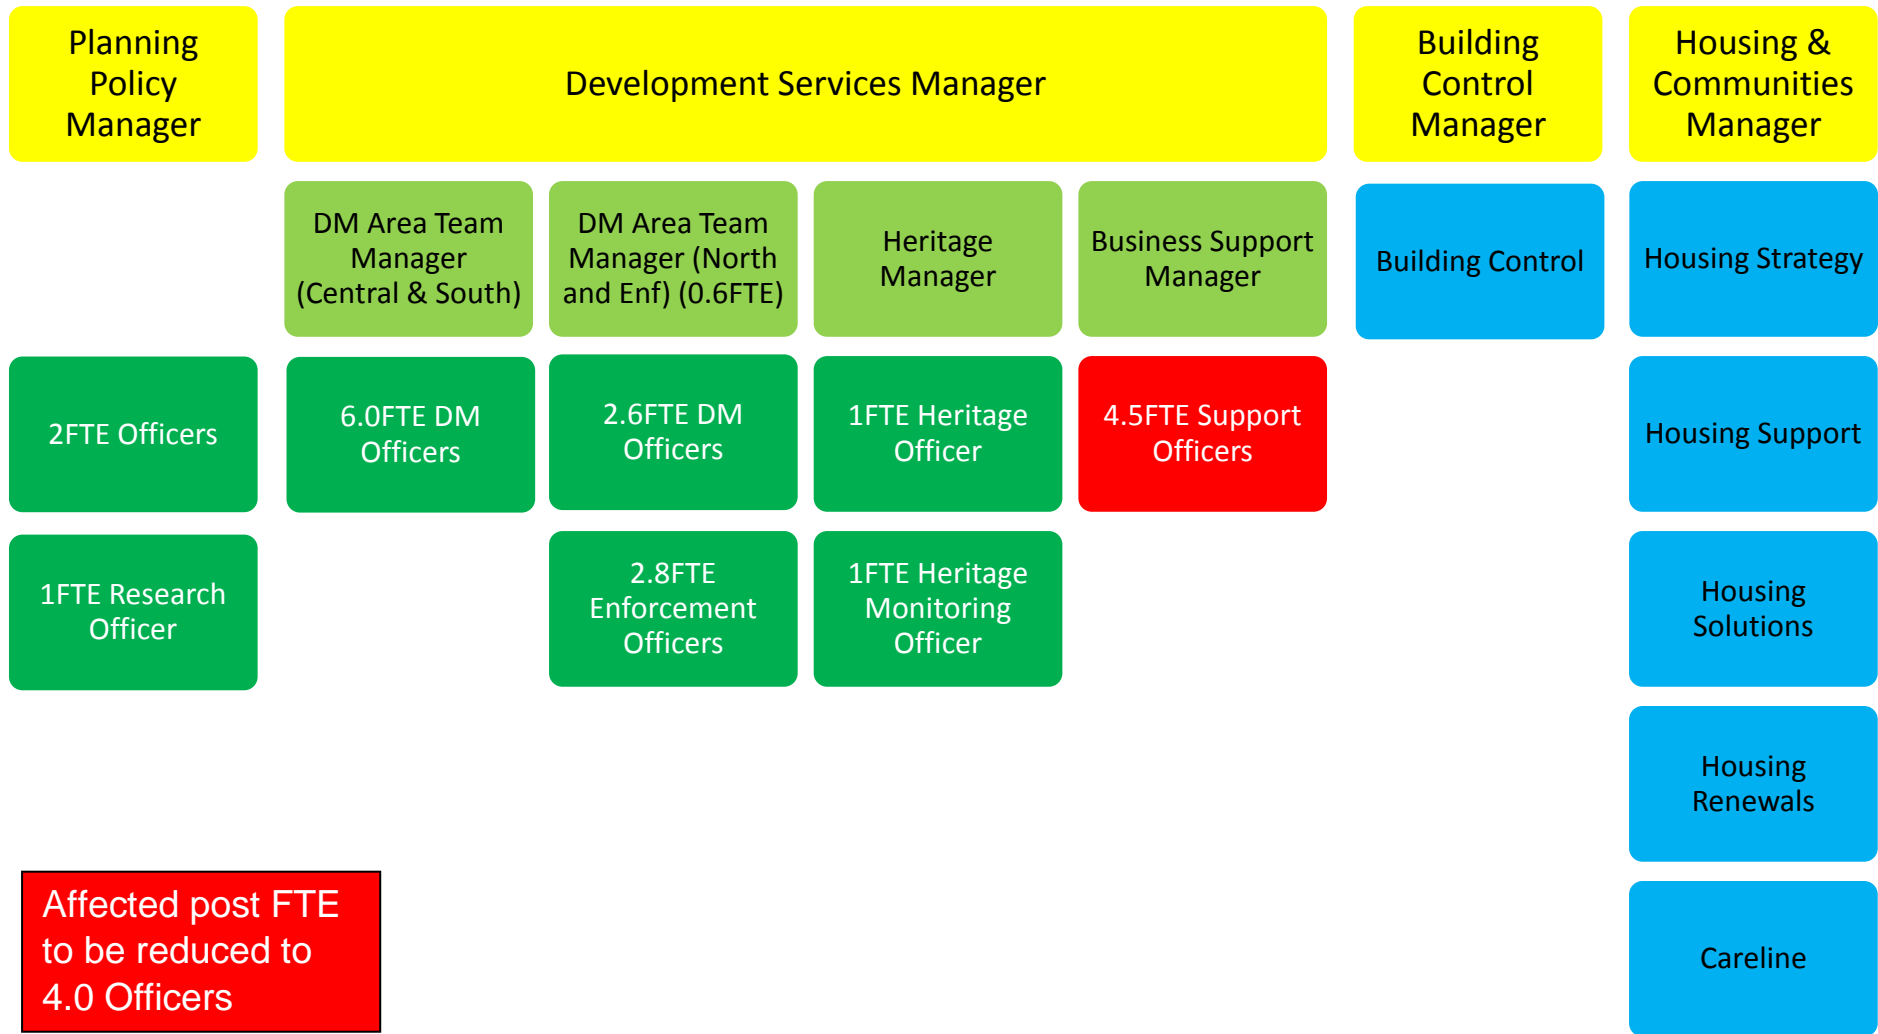 Planning
Policy
Manager
Development Services Manager
Building
Control
Manager
Housing &
Communities
Manager
DM Area Team
Manager
(Central & South)
DM Area Team
Manager (North
and Enf) (0.6FTE)
Heritage
Manager
Business Support
Manager
Building Control
Housing Strategy
2FTE Officers
6.0FTE DM
Officers
2.6FTE DM
Officers
1FTE Heritage
Officer
4.5FTE Support
Officers
Housing Support
1FTE Research
Officer
2.8FTE
Enforcement
Officers
1FTE Heritage
Monitoring
Officer
Housing
Solutions
Housing
Renewals
Affected post FTE
to be reduced to
4.0 Officers
Careline